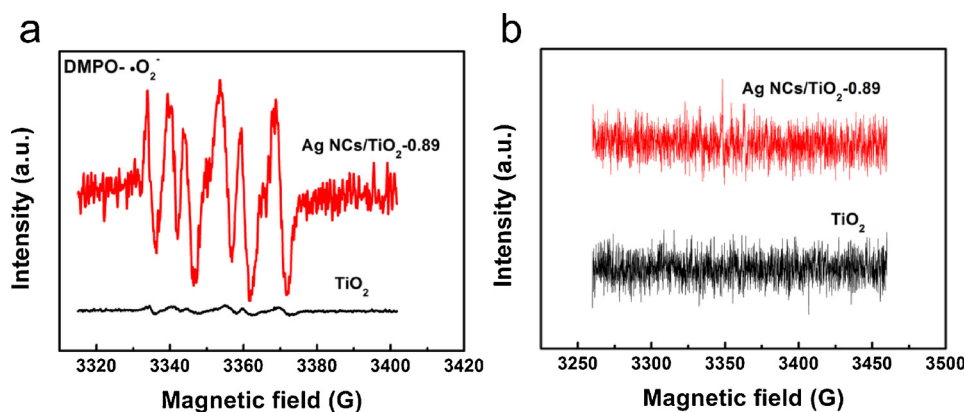 a
DMPO- •O₂⁻
Ag NCs/TiO₂-0.89
TiO₂
Intensity (a.u.)
3320 3340 3360 3380 3400 3420
Magnetic field (G)
b
Ag NCs/TiO₂-0.89
TiO₂
Intensity (a.u.)
3250 3300 3350 3400 3450 3500
Magnetic field (G)